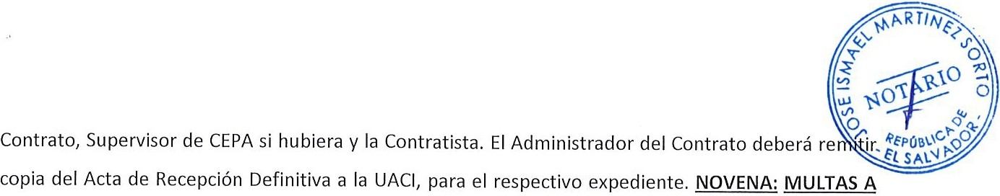 JOSE ISMAEL MARTINEZ SORTO
NOTARIO
REPÚBLICA DE
- EL SALVADOR -
Contrato, Supervisor de CEPA si hubiera y la Contratista. El Administrador del Contrato deberá remitir
copia del Acta de Recepción Definitiva a la UACI, para el respectivo expediente. NOVENA: MULTAS A